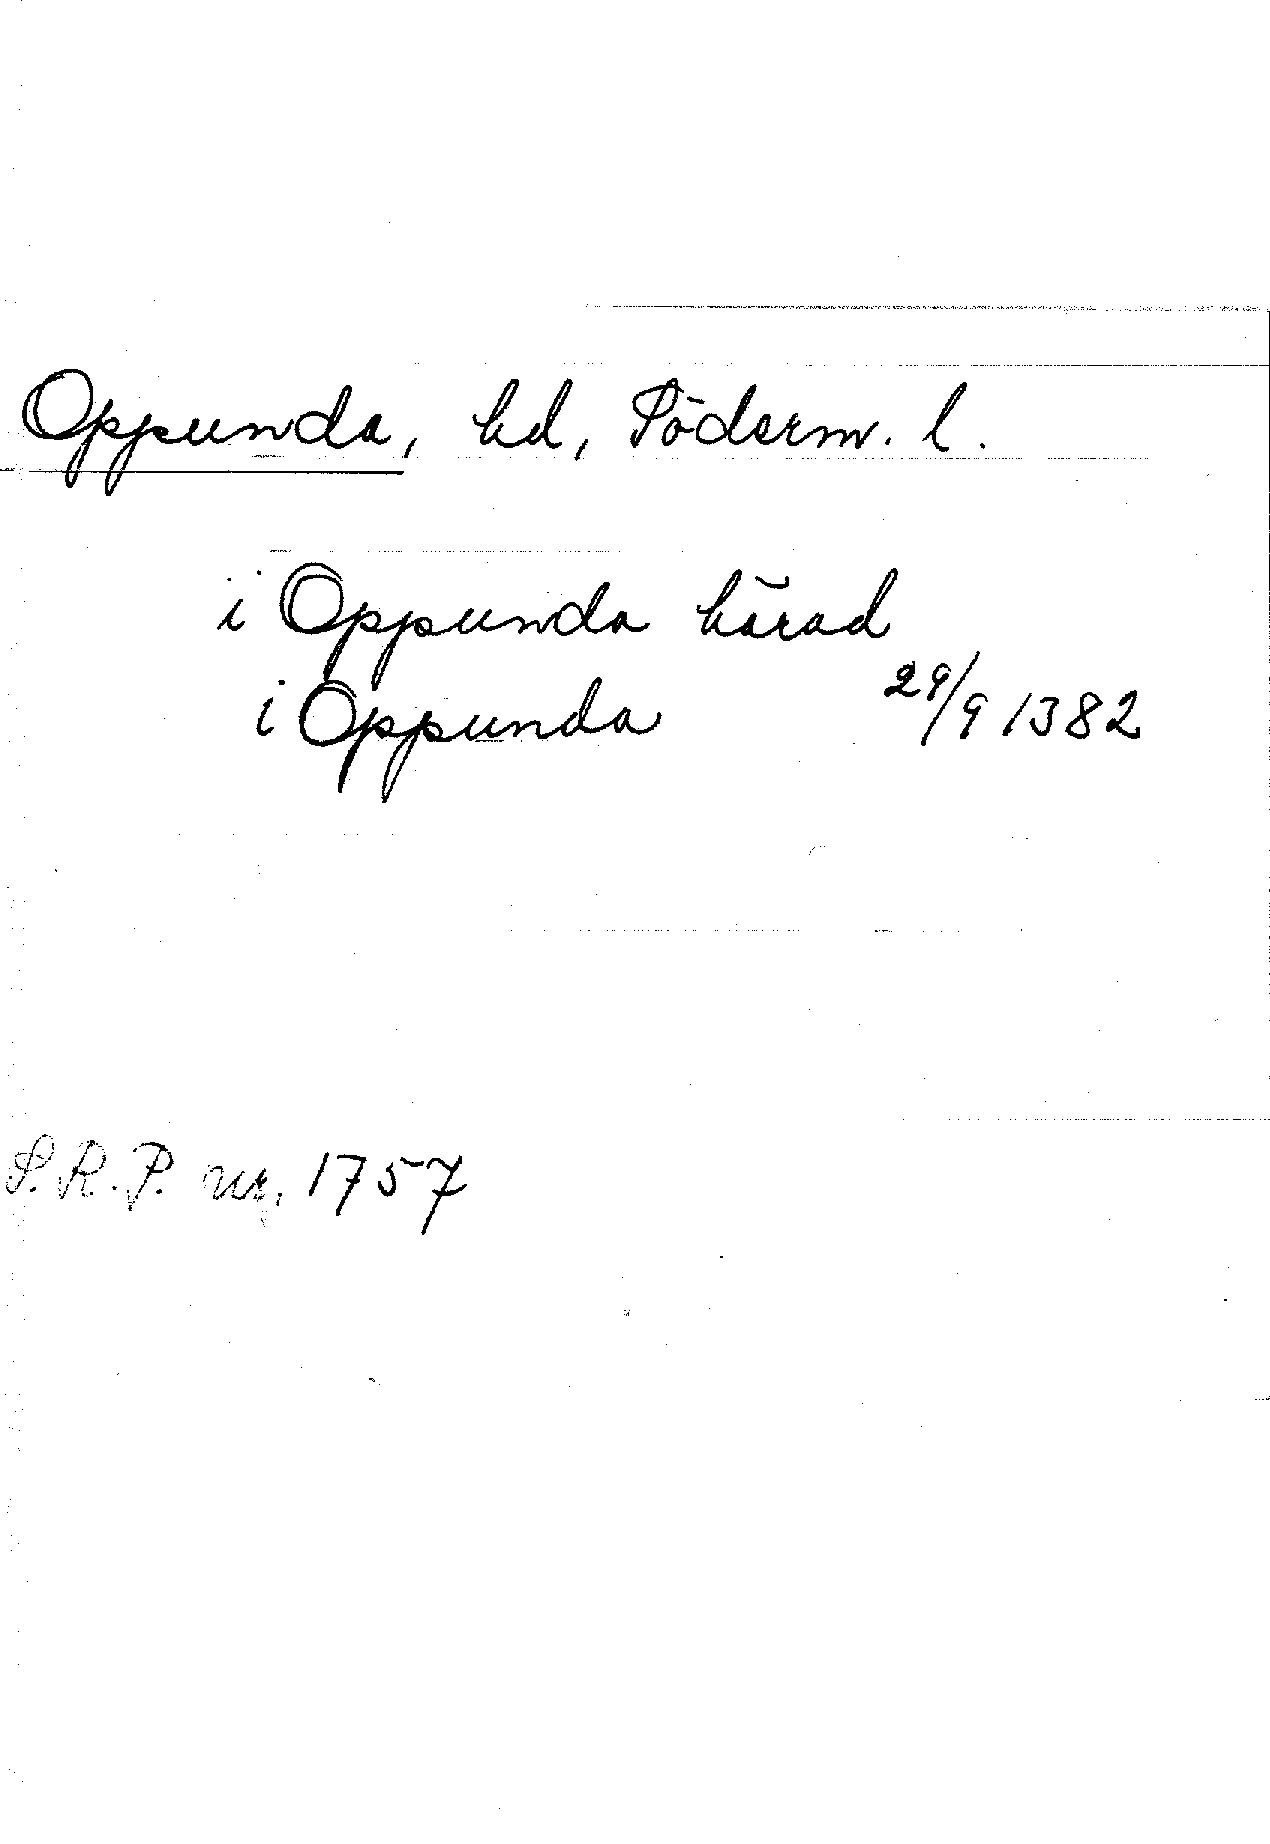 Oppunda, hd, Söderm. l.
i Oppunda härad
i Oppunda 29/9 1382
S.R.P. nr. 1757